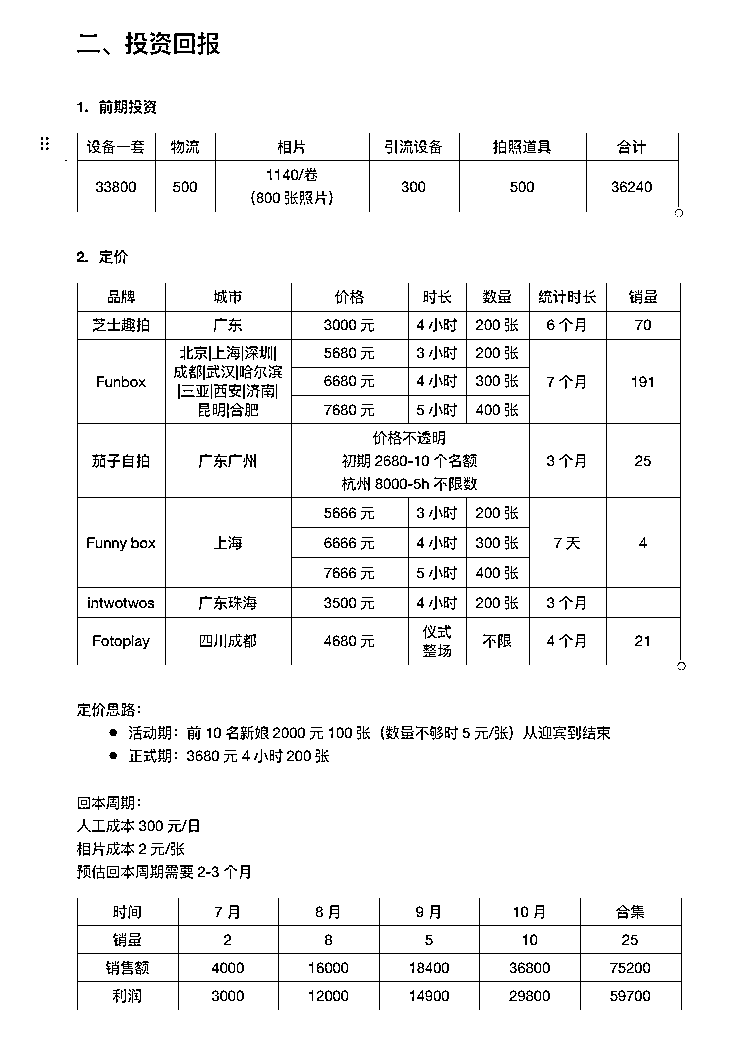 二、投资回报
1. 前期投资
设备一套 物流 相片 引流设备 拍照道具 合计
33800 500 1140/卷 300 500 36240
（800 张照片）
2. 定价
品牌 城市 价格 时长 数量 统计时长 销量
芝士趣拍 广东 3000 元 4 小时 200 张 6 个月 70
Funbox 北京|上海|深圳| 5680 元 3 小时 200 张 7 个月 191
成都|武汉|哈尔滨 6680 元 4 小时 300 张
|三亚|西安|济南|
昆明|合肥 7680 元 5 小时 400 张
茄子自拍 广东广州 价格不透明 3 个月 25
初期 2680-10 个名额
杭州 8000-5h 不限数
Funny box 上海 5666 元 3 小时 200 张 7 天 4
6666 元 4 小时 300 张
7666 元 5 小时 400 张
intwotwos 广东珠海 3500 元 4 小时 200 张 3 个月
Fotoplay 四川成都 4680 元 仪式 不限 4 个月 21
整场
定价思路：
● 活动期：前 10 名新娘 2000 元 100 张（数量不够时 5 元/张）从迎宾到结束
● 正式期：3680 元 4 小时 200 张
回本周期：
人工成本 300 元/日
相片成本 2 元/张
预估回本周期需要 2-3 个月
时间 7 月 8 月 9 月 10 月 合集
销量 2 8 5 10 25
销售额 4000 16000 18400 36800 75200
利润 3000 12000 14900 29800 59700